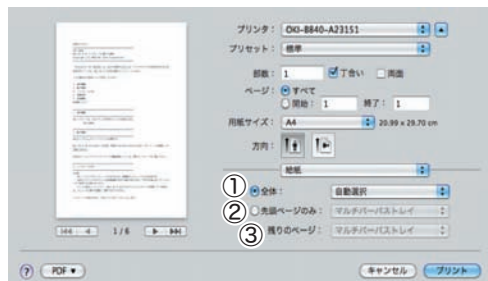 プリンタ： OKI-B840-A23151
プリセット： 標準
部数： 1 丁合い 両面
ページ： すべて
開始： 1 終了： 1
用紙サイズ： A4 20.99 x 29.70 cm
方向：
給紙
① 全体： 自動選択
② 先頭ページのみ： マルチパーパストレイ
③ 残りのページ： マルチパーパストレイ
1/6
? PDF▼ キャンセル プリント